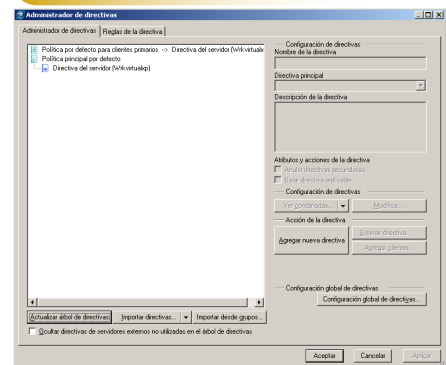 Administrador de directivas
Administrador de directivas Reglas de la directiva
Política por defecto para clientes primarios -> Directiva del servidor (Wrkvirtualx
Política principal por defecto
Directiva del servidor (Wrkvirtualxp)
Configuración de directivas
Nombre de la directiva
Directiva principal
Descripción de la directiva
Atributos y acciones de la directiva
Anular directivas secundarias
Bajar directiva replicable
Configuración de directivas
Ver combinadas... Modificar...
Acción de la directiva
Agregar nueva directiva
Eliminar directiva...
Agregar clientes...
Configuración global de directivas
Configuración global de directivas...
Actualizar árbol de directivas Importar directivas... Importar desde grupos...
Ocultar directivas de servidores externos no utilizadas en el árbol de directivas
Aceptar Cancelar Aplicar